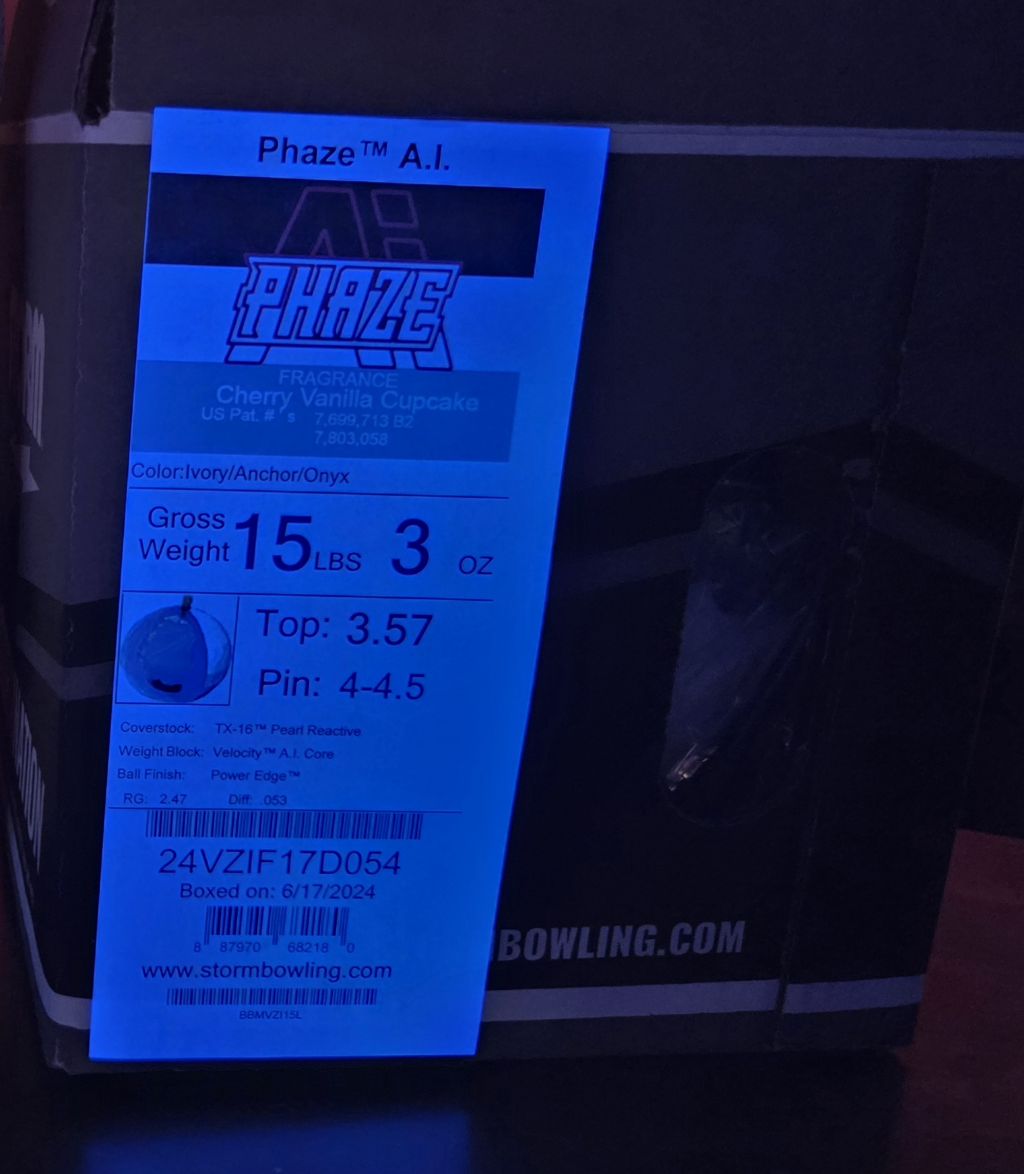 Phaze™ A.I.
AI
PHAZE
FRAGRANCE
Cherry Vanilla Cupcake
US Pat. #'s 7,699,713 B2
7,803,058
Color:Ivory/Anchor/Onyx
Gross Weight 15 LBS 3 OZ
Top: 3.57
Pin: 4-4.5
Coverstock: TX-16™ Pearl Reactive
Weight Block: Velocity™ A.I. Core
Ball Finish: Power Edge™
RG: 2.47 Diff: .053
24VZIF17D054
Boxed on: 6/17/2024
8 87970 68218 0
www.stormbowling.com
BBMVZI15L
BOWLING.COM